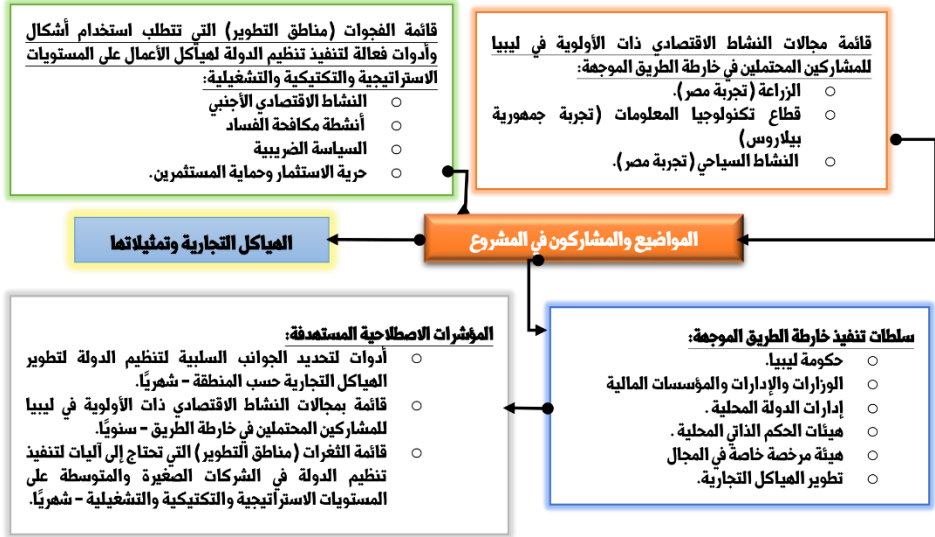 قائمة مجالات النشاط الاقتصادي ذات الأولوية في ليبيا
للمشاركين المحتملين في خارطة الطريق الموجهة:
○ الزراعة (تجربة مصر).
○ قطاع تكنولوجيا المعلومات (تجربة جمهورية
بيلاروس)
○ النشاط السياحي (تجربة مصر).
قائمة الفجوات (مناطق التطوير) التي تتطلب استخدام أشكال
وأدوات فعالة لتنفيذ تنظيم الدولة لهياكل الأعمال على المستويات
الاستراتيجية والتكتيكية والتشغيلية:
○ النشاط الاقتصادي الأجنبي
○ أنشطة مكافحة الفساد
○ السياسة الضريبية
○ حرية الاستثمار وحماية المستثمرين.
المواضيع والمشاركون في المشروع
الهياكل التجارية وتمثيلاتها
سلطات تنفيذ خارطة الطريق الموجهة:
○ حكومة ليبيا.
○ الوزارات والإدارات والمؤسسات المالية
○ إدارات الدولة المحلية .
○ هيئات الحكم الذاتي المحلية .
○ هيئة مرخصة خاصة في المجال
○ تطوير الهياكل التجارية.
المؤشرات الاصطلاحية المستهدفة:
○ أدوات لتحديد الجوانب السلبية لتنظيم الدولة لتطوير
الهياكل التجارية حسب المنطقة – شهريًا.
○ قائمة بمجالات النشاط الاقتصادي ذات الأولوية في ليبيا
للمشاركين المحتملين في خارطة الطريق – سنويًا.
○ قائمة الثغرات (مناطق التطوير) التي تحتاج إلى آليات لتنفيذ
تنظيم الدولة في الشركات الصغيرة والمتوسطة على
المستويات الاستراتيجية والتكتيكية والتشغيلية – شهريًا.